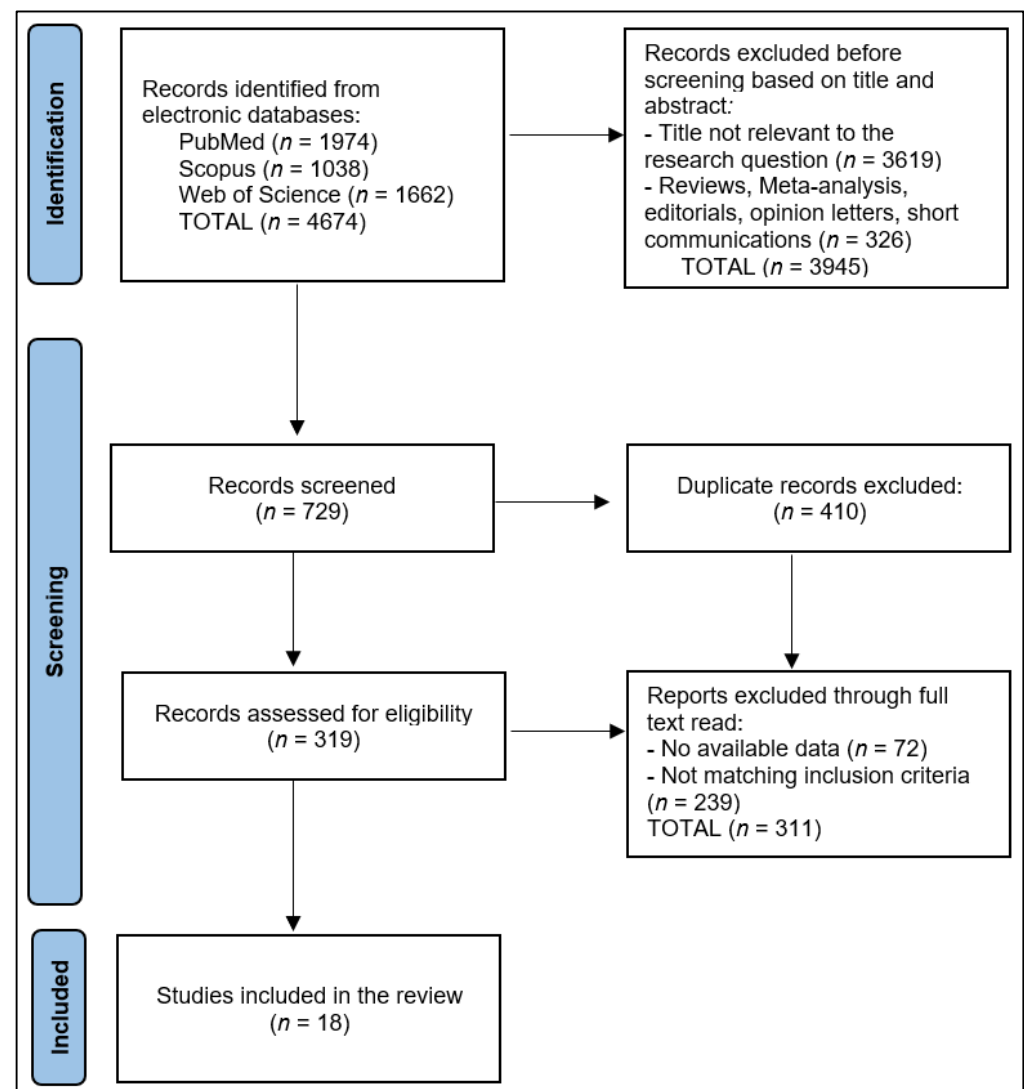 Identification
Records identified from
electronic databases:
PubMed (n = 1974)
Scopus (n = 1038)
Web of Science (n = 1662)
TOTAL (n = 4674)
Records excluded before
screening based on title and
abstract:
- Title not relevant to the
research question (n = 3619)
- Reviews, Meta-analysis,
editorials, opinion letters, short
communications (n = 326)
TOTAL (n = 3945)
Screening
Records screened
(n = 729)
Duplicate records excluded:
(n = 410)
Records assessed for eligibility
(n = 319)
Reports excluded through full
text read:
- No available data (n = 72)
- Not matching inclusion criteria
(n = 239)
TOTAL (n = 311)
Included
Studies included in the review
(n = 18)